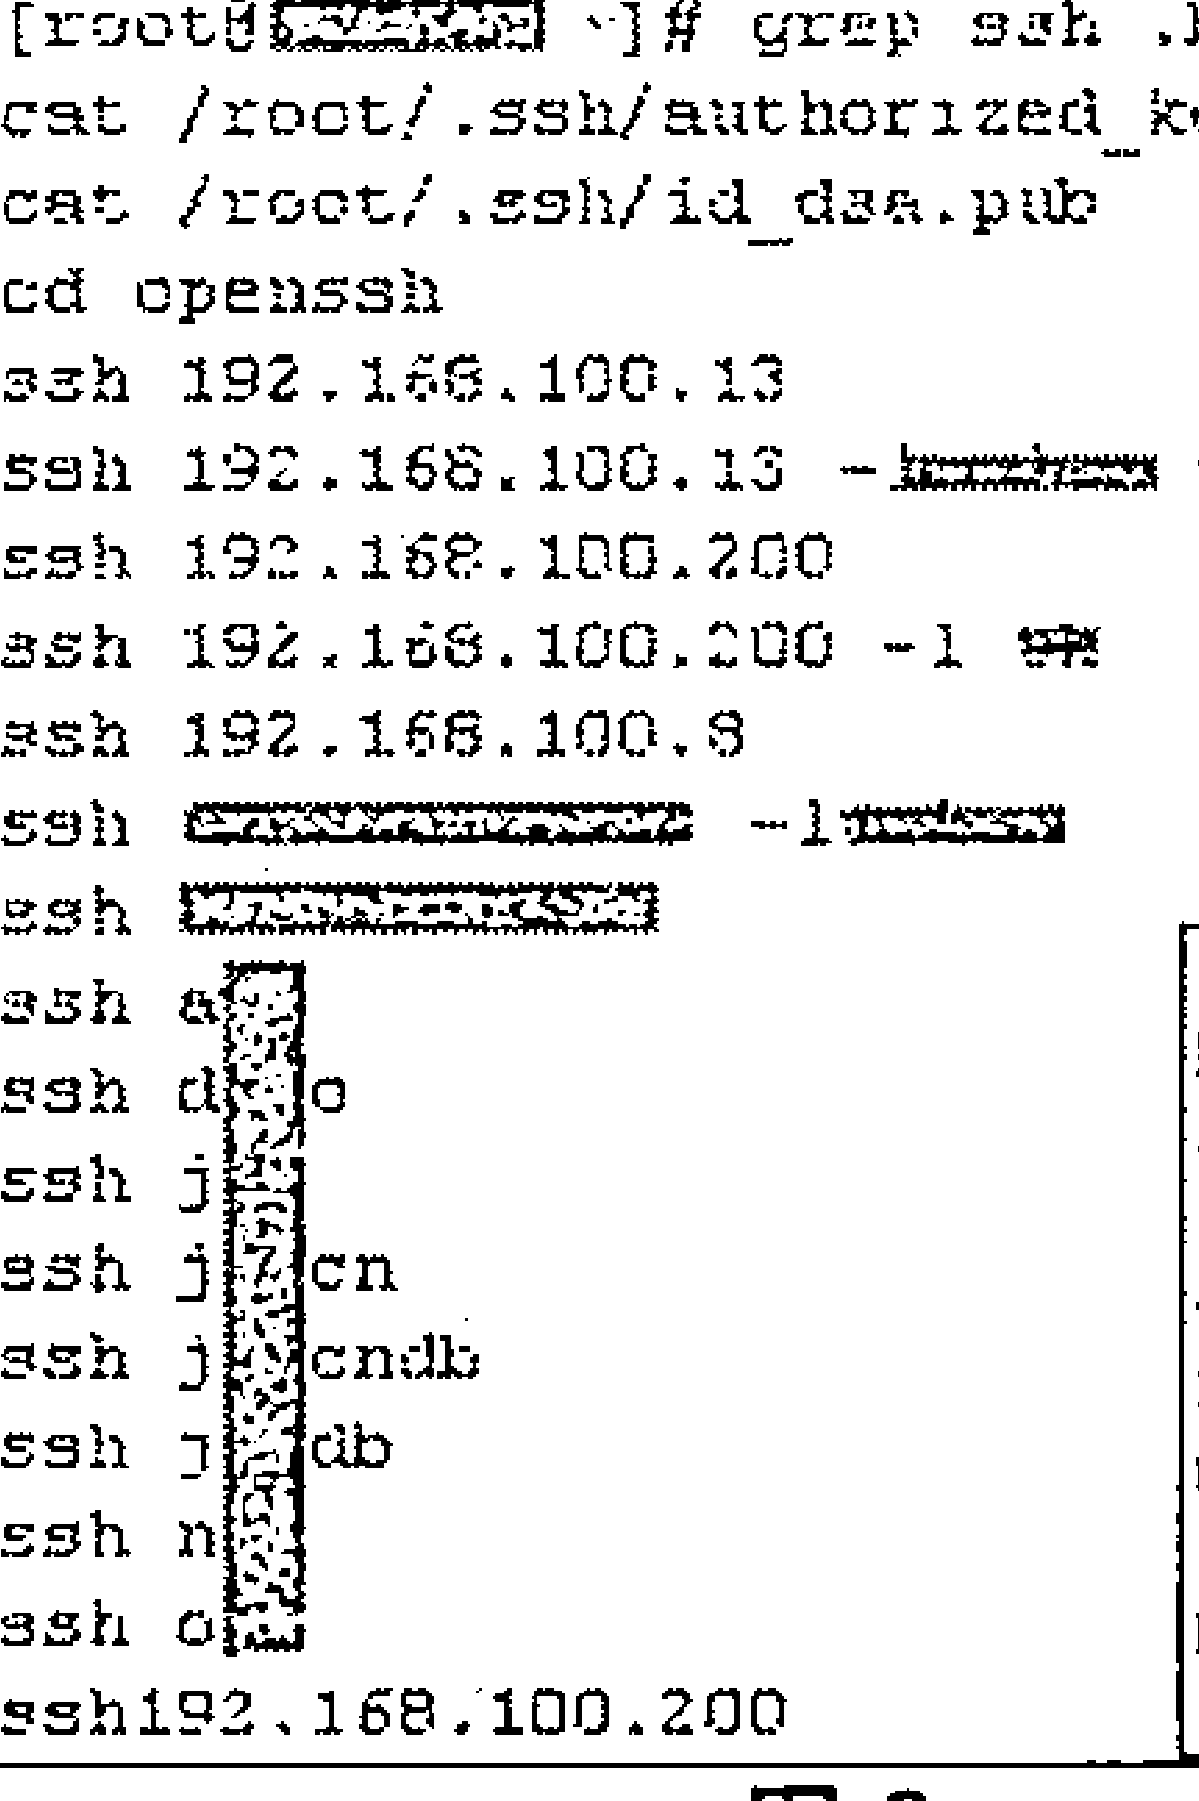 [root@ ~]# grep ssh
cat /root/.ssh/authorized_ke
cat /root/.ssh/id_dsa.pub
cd openssh
ssh 192.168.100.13
ssh 192.168.100.13 -
ssh 192.168.100.200
ssh 192.168.100.200 -l
ssh 192.168.100.8
ssh -l
ssh
ssh a
ssh d o
ssh j
ssh j cn
ssh j cndb
ssh j db
ssh n
ssh o
ssh192.168.100.200